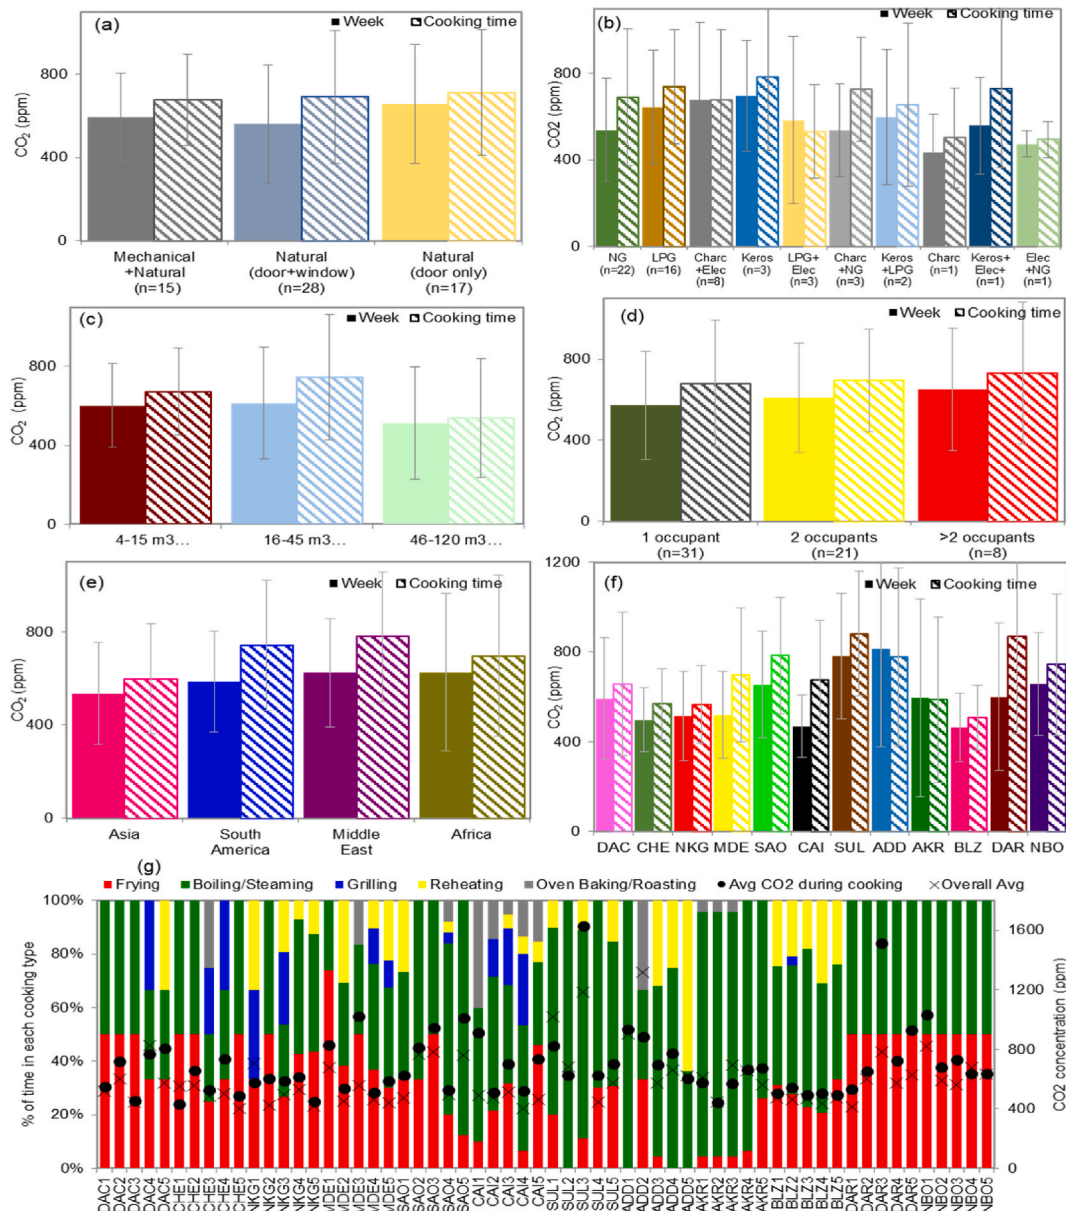 (a)
Week Cooking time
CO2 (ppm)
800
400
0
Mechanical +Natural (n=15)
Natural (door+window) (n=28)
Natural (door only) (n=17)
(b)
Week Cooking time
CO2 (ppm)
800
400
0
NG (n=22)
LPG (n=16)
Charc +Elec (n=8)
Keros (n=3)
LPG+ Elec (n=3)
Charc +NG (n=3)
Keros +LPG (n=2)
Charc (n=1)
Keros+ Elec+ (n=1)
Elec +NG (n=1)
(c)
Week Cooking time
CO2 (ppm)
800
400
0
4-15 m3...
16-45 m3...
46-120 m3...
(d)
Week Cooking time
CO2 (ppm)
800
400
0
1 occupant (n=31)
2 occupants (n=21)
>2 occupants (n=8)
(e)
Week Cooking time
CO2 (ppm)
800
400
0
Asia
South America
Middle East
Africa
(f)
Week Cooking time
CO2 (ppm)
1200
800
400
0
DAC CHE NKG MDE SAO CAI SUL ADD AKR BLZ DAR NBO
(g)
Frying Boiling/Steaming Grilling Reheating Oven Baking/Roasting Avg CO2 during cooking Overall Avg
% of time in each cooking type
100%
80%
60%
40%
20%
0%
CO2 concentration (ppm)
1600
1200
800
400
0
DAC1 DAC2 DAC3 DAC4 DAC5 CHE1 CHE2 CHE3 CHE4 CHE5 NKG1 NKG2 NKG3 NKG4 NKG5 MDE1 MDE2 MDE3 MDE4 MDE5 SAO1 SAO2 SAO3 SAO4 SAO5 CAI1 CAI2 CAI3 CAI4 CAI5 SUL1 SUL2 SUL3 SUL4 SUL5 ADD1 ADD2 ADD3 ADD4 ADD5 AKR1 AKR2 AKR3 AKR4 AKR5 BLZ1 BLZ2 BLZ3 BLZ4 BLZ5 DAR1 DAR2 DAR3 DAR4 DAR5 NBO1 NBO2 NBO3 NBO4 NBO5